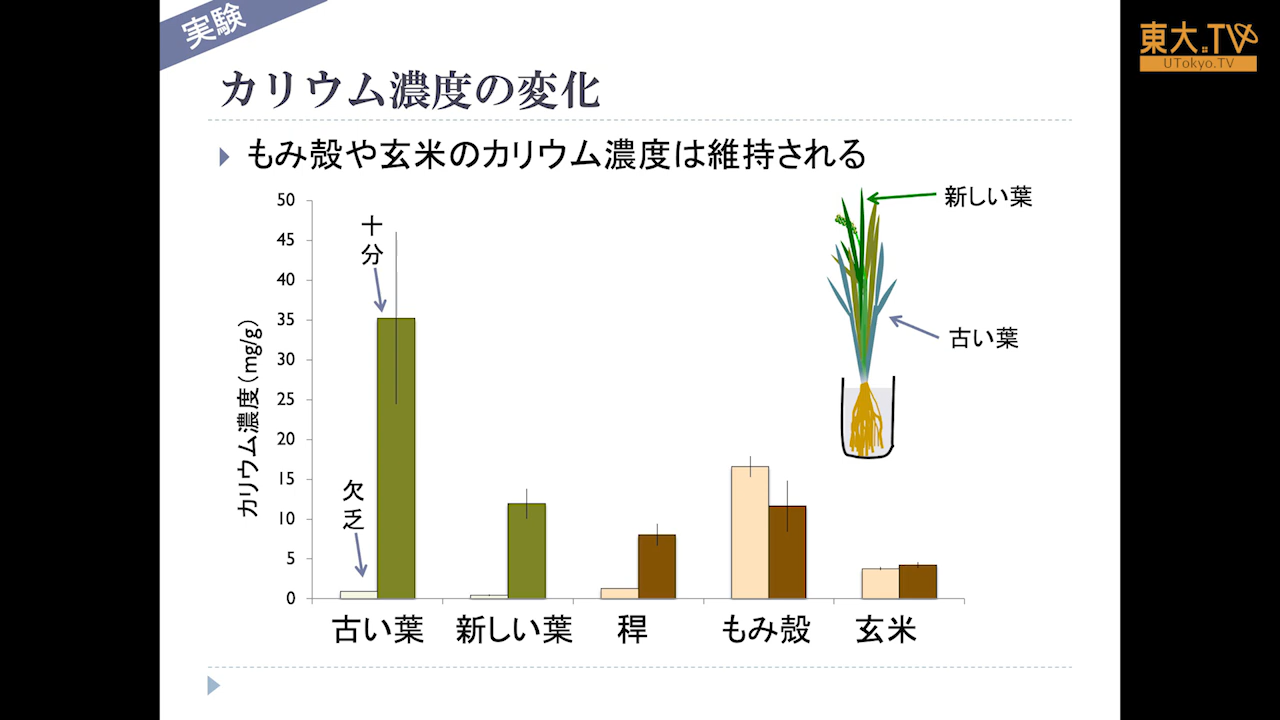 実験
東大.TV
UTokyo.TV
カリウム濃度の変化
もみ殻や玄米のカリウム濃度は維持される
カリウム濃度(mg/g)
50
45
40
35
30
25
20
15
10
5
0
十分
欠乏
新しい葉
古い葉
古い葉
新しい葉
稈
もみ殻
玄米